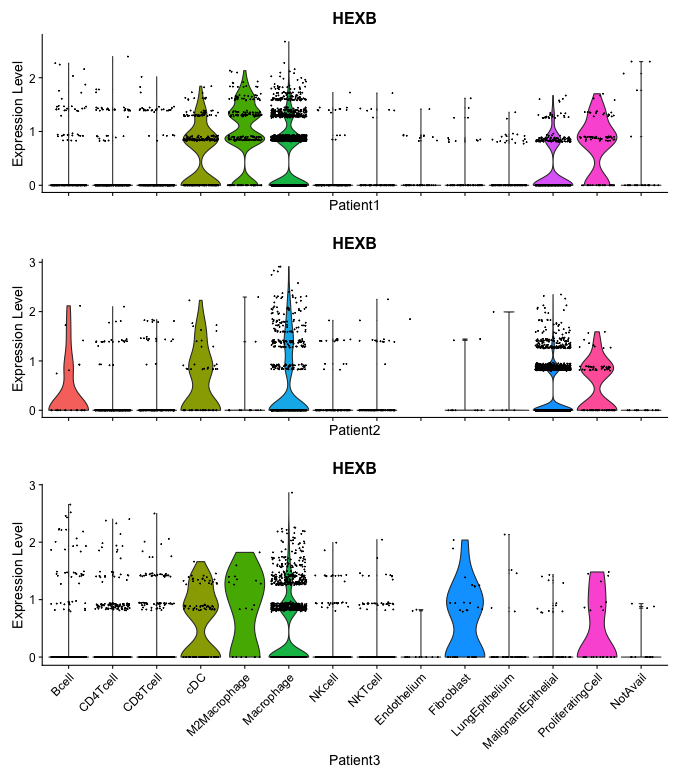 HEXB
Expression Level
2
1
0
Patient1
HEXB
Expression Level
3
2
1
0
Patient2
HEXB
Expression Level
3
2
1
0
Bcell
CD4Tcell
CD8Tcell
cDC
M2Macrophage
Macrophage
NKcell
NKTcell
Endothelium
Fibroblast
LungEpithelium
MalignantEpithelial
ProliferatingCell
NotAvail
Patient3